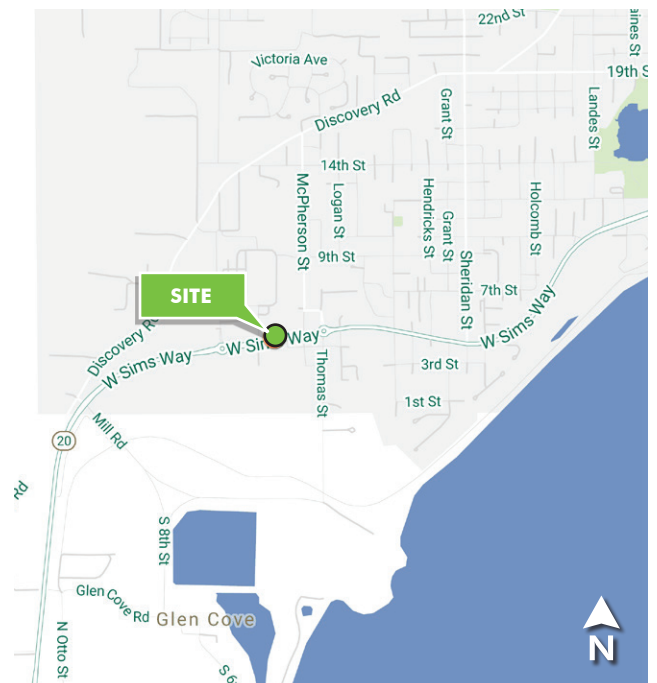 22nd St
aines St
Victoria Ave
19th S
Discovery Rd
Grant St
Landes St
14th St
McPherson St
Logan St
Hendricks St
Grant St
Holcomb St
9th St
Sheridan St
7th St
SITE
Discovery Rd
W Sims Way
W Sims Way
W Sims Way
3rd St
Thomas St
1st St
Mill Rd
20
Rd
S 8th St
Glen Cove Rd
Glen Cove
N Otto St
S 6
N